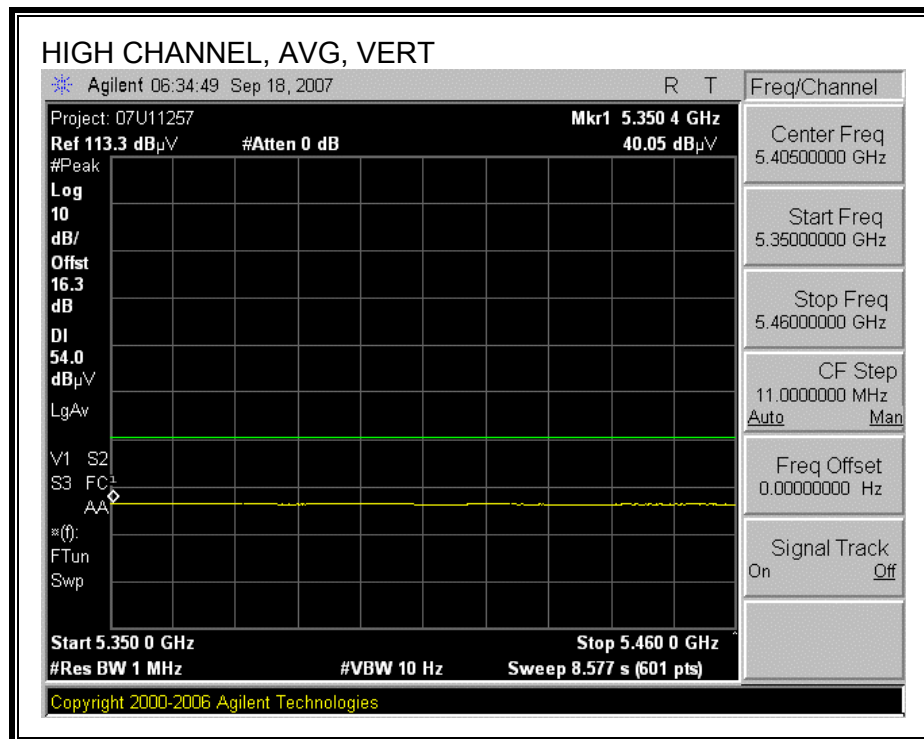 HIGH CHANNEL, AVG, VERT
Agilent 06:34:49 Sep 18, 2007 R T
Project: 07U11257 Mkr1 5.350 4 GHz
Ref 113.3 dBµV #Atten 0 dB 40.05 dBµV
#Peak
Log
10
dB/
Offst
16.3
dB
DI
54.0
dBµV
LgAv
V1 S2
S3 FC
AA
¤(f):
FTun
Swp
1
Start 5.350 0 GHz Stop 5.460 0 GHz ^
#Res BW 1 MHz #VBW 10 Hz Sweep 8.577 s (601 pts)
Freq/Channel
Center Freq
5.40500000 GHz
Start Freq
5.35000000 GHz
Stop Freq
5.46000000 GHz
CF Step
11.0000000 MHz
Auto Man
Freq Offset
0.00000000 Hz
Signal Track
On Off
Copyright 2000-2006 Agilent Technologies